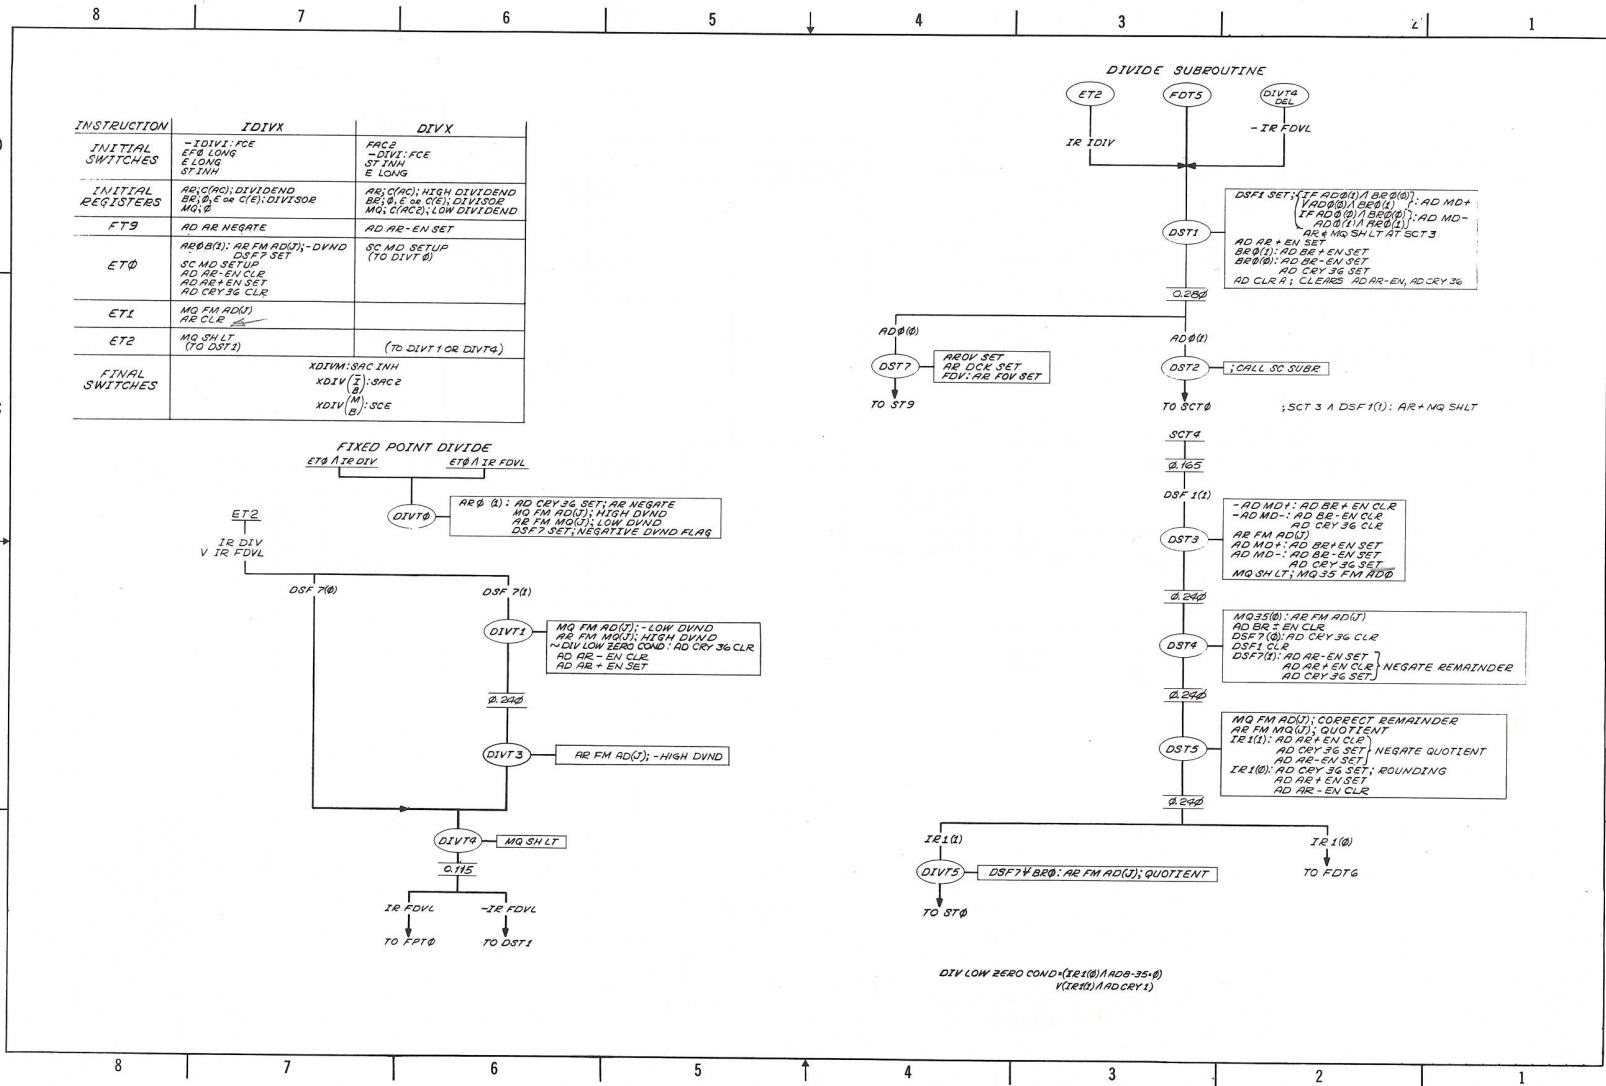 8 7 6 5 4 3 2 1
INSTRUCTION IDIVX DIVX
INITIAL SWITCHES
-IDIVI:FCE
EFØ LONG
E LONG
ST INH
FAC2
-DIVI:FCE
ST INH
E LONG
INITIAL REGISTERS
AR;C(AC);DIVIDEND
BR;Ø,E OR C(E);DIVISOR
MQ;Ø
AR;C(AC);HIGH DIVIDEND
BR;Ø,E OR C(E);DIVISOR
MQ;C(AC2);LOW DIVIDEND
FT9 AD AR NEGATE AD AR-EN SET
ETØ
ARØB(1): AR FM AD(J);-DVND
DSF7 SET
SC MD SETUP
AD AR-EN CLR
AD AR+EN SET
AD CRY 36 CLR
SC MD SETUP
(TO DIVTØ)
ET1
MQ FM AD(J)
AR CLR
ET2
MQ SH LT
(TO DST1)
(TO DIVT1 OR DIVT4)
FINAL SWITCHES
XDIVM:SAC INH
XDIV(I̅ B):SAC2
XDIV(M B):SCE
FIXED POINT DIVIDE
ETØ ∧ IR DIV
ETØ ∧ IR FDVL
DIVTØ
ARØ (1): AD CRY 36 SET; AR NEGATE
MQ FM AD(J); HIGH DVND
AR FM MQ(J); LOW DVND
DSF7 SET; NEGATIVE DVND FLAG
ET2
IR DIV
V IR FDVL
DSF 7(Ø)
DSF 7(1)
DIVT1
MQ FM AD(J);-LOW DVND
AR FM MQ(J); HIGH DVND
~DIV LOW ZERO COND: AD CRY 36 CLR
AD AR-EN CLR
AD AR+EN SET
Ø.24Ø
DIVT3
AR FM AD(J);-HIGH DVND
DIVT4
MQ SH LT
0.115
IR FDVL
-IR FDVL
TO FPTØ
TO DST1
DIVIDE SUBROUTINE
ET2
FDT5
DIVT4 DEL
IR IDIV
-IR FDVL
DST1
DSF1 SET;{IF ADØ(1)∧BRØ(Ø)
VADØ(Ø)∧BRØ(1)}:AD MD+
IF ADØ(Ø)∧BRØ(Ø)
ADØ(1)∧BRØ(1)}:AD MD-
AR & MQ SHLT AT SCT3
AD AR+EN SET
BRØ(1): AD BR+EN SET
BRØ(Ø): AD BR-EN SET
AD CRY 36 SET
AD CLR A; CLEARS AD AR-EN, AD CRY 36
0.28Ø
ADØ(Ø)
ADØ(1)
DST7
AROV SET
AR DCK SET
FDV: AR FOV SET
TO ST9
DST2
;CALL SC SUBR
TO SCTØ
;SCT 3 ∧ DSF1(1): AR+MQ SHLT
SCT4
Ø.165
DSF 1(1)
DST3
-AD MD+: AD BR+EN CLR
-AD MD-: AD BR-EN CLR
AD CRY 36 CLR
AR FM AD(J)
AD MD+: AD BR+EN SET
AD MD-: AD BR-EN SET
AD CRY 36 SET
MQ SH LT; MQ35 FM ADØ
Ø.24Ø
DST4
MQ35(Ø): AR FM AD(J)
AD BR±EN CLR
DSF7(Ø): AD CRY 36 CLR
DSF1 CLR
DSF7(1): AD AR-EN SET
AD AR+EN CLR } NEGATE REMAINDER
AD CRY 36 SET
Ø.24Ø
DST5
MQ FM AD(J); CORRECT REMAINDER
AR FM MQ(J); QUOTIENT
IR1(1): AD AR+EN CLR
AD CRY 36 SET } NEGATE QUOTIENT
AD AR-EN SET
IR1(Ø): AD CRY 36 SET; ROUNDING
AD AR+EN SET
AD AR-EN CLR
Ø.24Ø
IR1(1)
IR1(Ø)
DIVT5
DSF7⊻BRØ: AR FM AD(J); QUOTIENT
TO STØ
TO FDT6
DIV LOW ZERO COND=(IR1(Ø)∧AD8-35=Ø)
V(IR1(1)∧AD CRY 1)
8 7 6 5 4 3 2 1